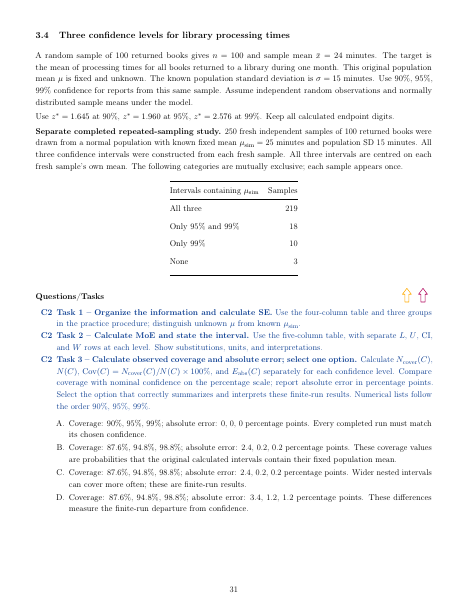 3.4 Three confidence levels for library processing times
A random sample of 100 returned books gives n = 100 and sample mean x̄ = 24 minutes. The target is
the mean of processing times for all books returned to a library during one month. This original population
mean μ is fixed and unknown. The known population standard deviation is σ = 15 minutes. Use 90%, 95%,
99% confidence for reports from this same sample. Assume independent random observations and normally
distributed sample means under the model.
Use z* = 1.645 at 90%, z* = 1.960 at 95%, z* = 2.576 at 99%. Keep all calculated endpoint digits.
Separate completed repeated-sampling study. 250 fresh independent samples of 100 returned books were
drawn from a normal population with known fixed mean μsim = 25 minutes and population SD 15 minutes. All
three confidence intervals were constructed from each fresh sample. All three intervals are centred on each
fresh sample's own mean. The following categories are mutually exclusive; each sample appears once.
Intervals containing μsim Samples
All three 219
Only 95% and 99% 18
Only 99% 10
None 3
Questions/Tasks
C2 Task 1 – Organize the information and calculate SE. Use the four-column table and three groups
in the practice procedure; distinguish unknown μ from known μsim.
C2 Task 2 – Calculate MoE and state the interval. Use the five-column table, with separate L, U, CI,
and W rows at each level. Show substitutions, units, and interpretations.
C2 Task 3 – Calculate observed coverage and absolute error; select one option. Calculate Ncover(C),
N(C), Cov(C) = Ncover(C)/N(C) × 100%, and Eabs(C) separately for each confidence level. Compare
coverage with nominal confidence on the percentage scale; report absolute error in percentage points.
Select the option that correctly summarizes and interprets these finite-run results. Numerical lists follow
the order 90%, 95%, 99%.
A. Coverage: 90%, 95%, 99%; absolute error: 0, 0, 0 percentage points. Every completed run must match
its chosen confidence.
B. Coverage: 87.6%, 94.8%, 98.8%; absolute error: 2.4, 0.2, 0.2 percentage points. These coverage values
are probabilities that the original calculated intervals contain their fixed population mean.
C. Coverage: 87.6%, 94.8%, 98.8%; absolute error: 2.4, 0.2, 0.2 percentage points. Wider nested intervals
can cover more often; these are finite-run results.
D. Coverage: 87.6%, 94.8%, 98.8%; absolute error: 3.4, 1.2, 1.2 percentage points. These differences
measure the finite-run departure from confidence.
31